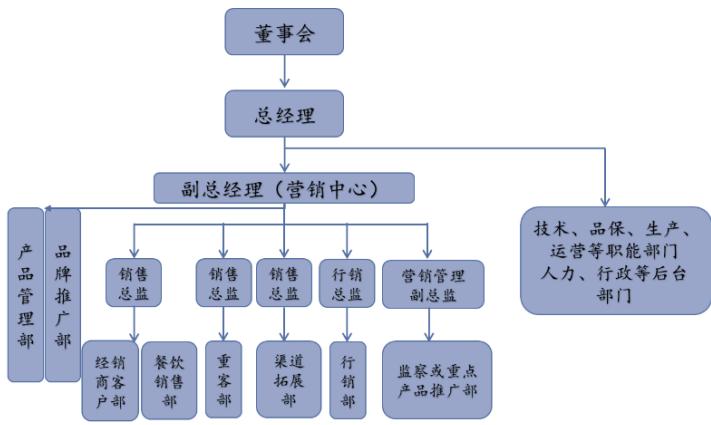 董事会
总经理
副总经理（营销中心）
技术、品保、生产、
运营等职能部门
人力、行政等后台
部门
产品管理部
品牌推广部
销售
总监
销售
总监
销售
总监
行销
总监
营销管理
副总监
经销
商客
户部
餐饮
销售
部
重
客
部
渠道
拓展
部
行
销
部
监察或重点
产品推广部